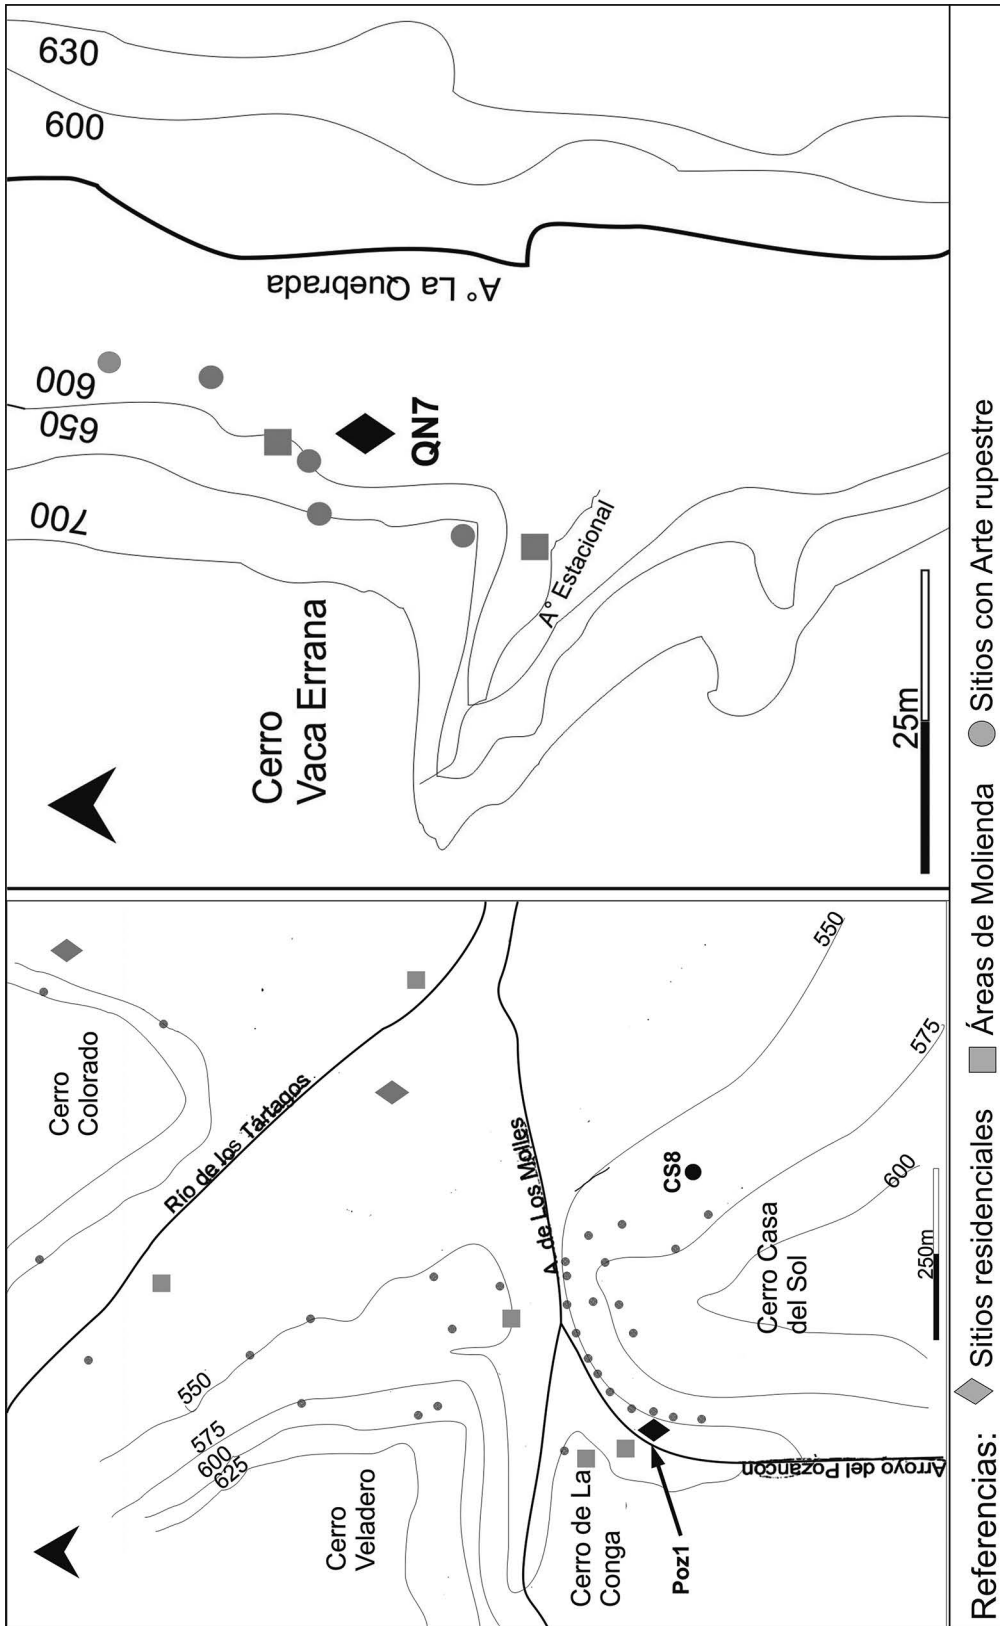 Cerro
Colorado
Río de los Tártagos
550
575
600
625
Cerro
Veladero
A. de Los Molles
550
575
600
CS8
Cerro Casa
del Sol
250m
Cerro de La
Conga
Poz1
Arroyo del Pozancón
630
600
A° La Quebrada
600
650
700
QN7
Cerro
Vaca Errana
A° Estacional
25m
Referencias: Sitios residenciales Áreas de Molienda Sitios con Arte rupestre